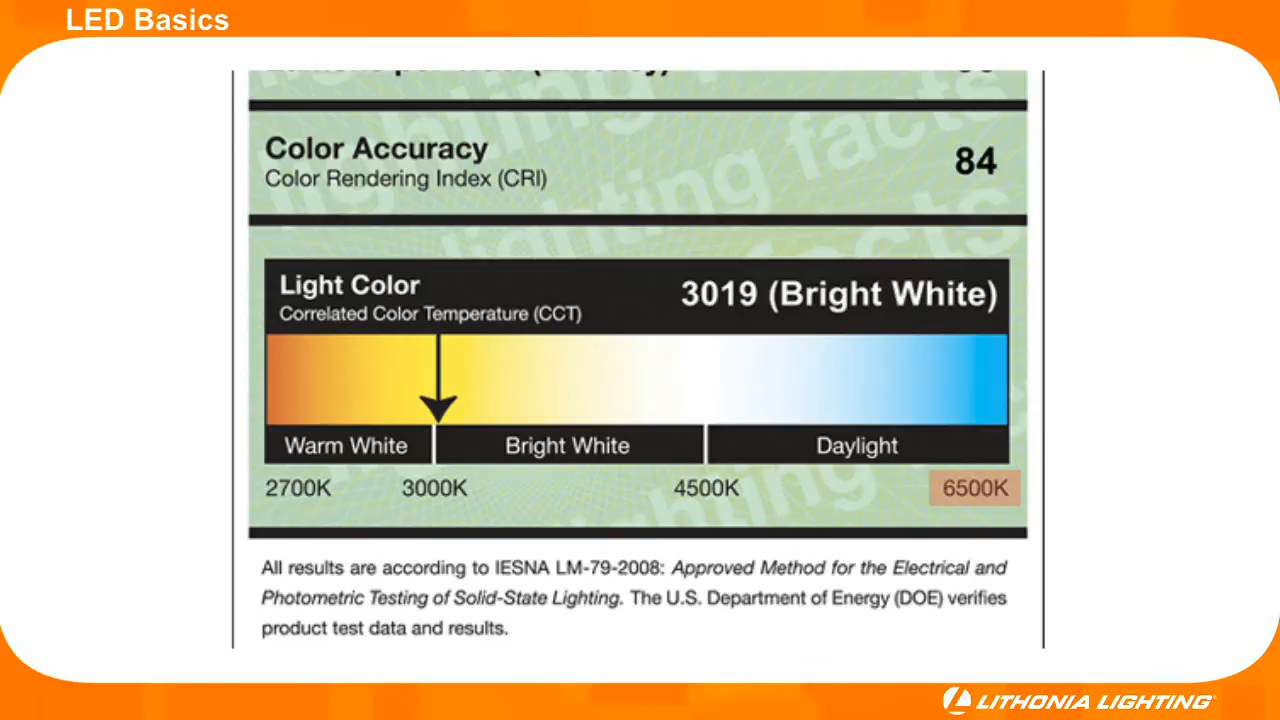 LED Basics
Color Accuracy
84
Color Rendering Index (CRI)
Light Color
3019 (Bright White)
Correlated Color Temperature (CCT)
Warm White
Bright White
Daylight
2700K
3000K
4500K
6500K
All results are according to IESNA LM-79-2008: Approved Method for the Electrical and
Photometric Testing of Solid-State Lighting. The U.S. Department of Energy (DOE) verifies
product test data and results.
LITHONIA LIGHTING
lighting facts